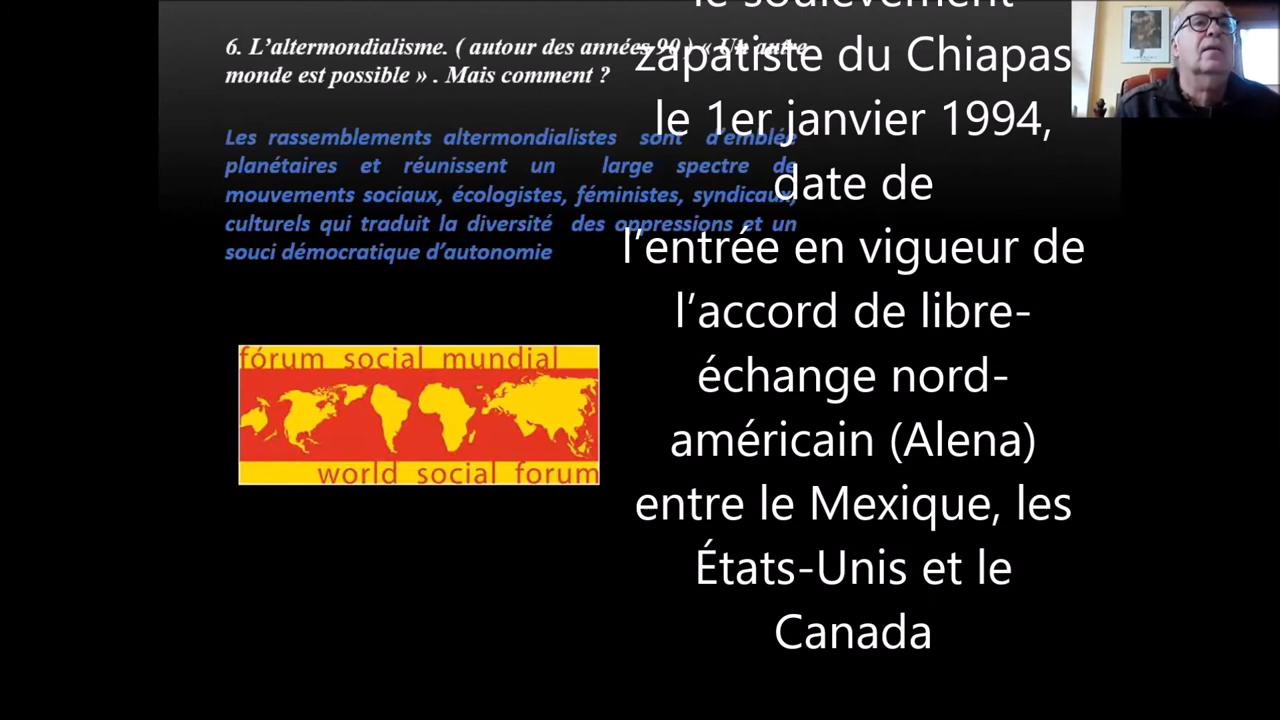 6. L’altermondialisme. ( autour des années 90 ) « Un autre
monde est possible » . Mais comment ?
Les rassemblements altermondialistes sont d’emblée
planétaires et réunissent un large spectre de
mouvements sociaux, écologistes, féministes, syndicaux,
culturels qui traduit la diversité des oppressions et un
souci démocratique d’autonomie
fórum social mundial
world social forum
le soulèvement
zapatiste du Chiapas
le 1er janvier 1994,
date de
l’entrée en vigueur de
l’accord de libre-
échange nord-
américain (Alena)
entre le Mexique, les
États-Unis et le
Canada